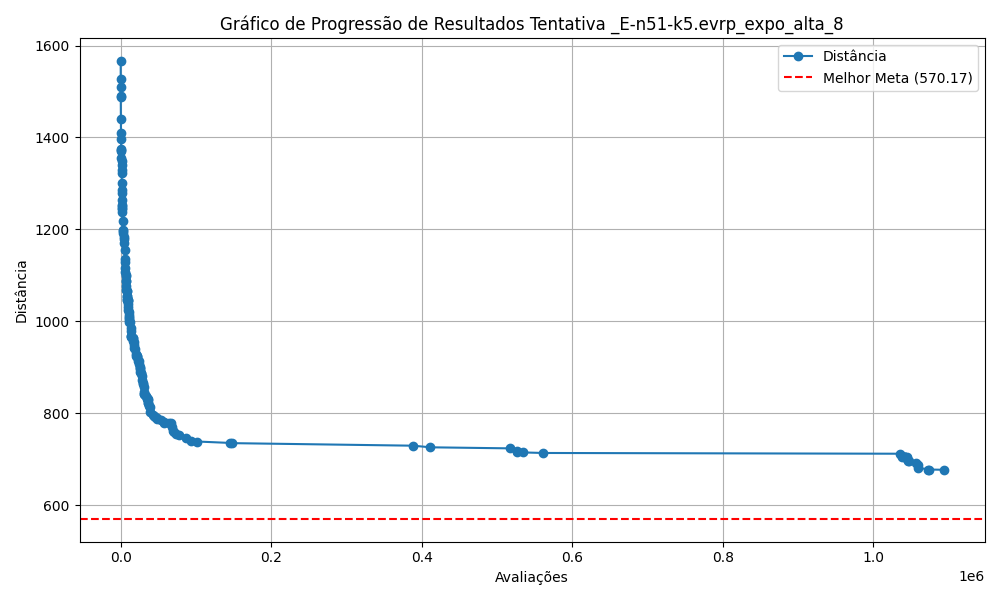 Gráfico de Progressão de Resultados Tentativa _E-n51-k5.evrp_expo_alta_8
Distância
Melhor Meta (570.17)
1600
1400
1200
1000
800
600
Distância
0.0
0.2
0.4
0.6
0.8
1.0
1e6
Avaliações